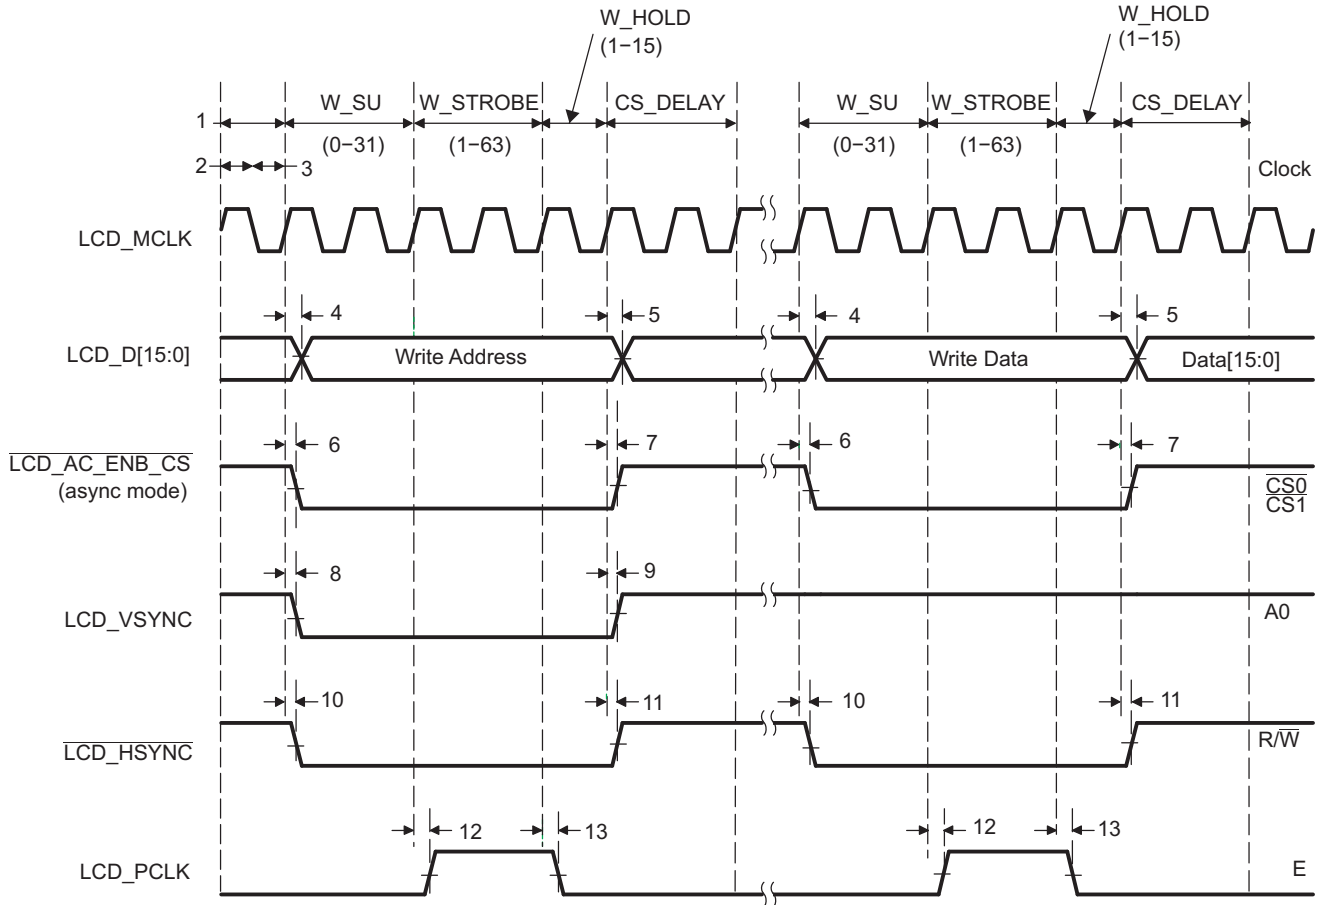 W_HOLD
(1−15)
W_HOLD
(1−15)
W_SU
W_STROBE
CS_DELAY
W_SU
W_STROBE
CS_DELAY
1
(0−31)
(1−63)
(0−31)
(1−63)
2
3
Clock
LCD_MCLK
4
5
4
5
LCD_D[15:0]
Write Address
Write Data
Data[15:0]
6
7
6
7
LCD_AC_ENB_CS
(async mode)
CS0
CS1
8
9
LCD_VSYNC
A0
10
11
10
11
LCD_HSYNC
R/W
12
13
12
13
LCD_PCLK
E